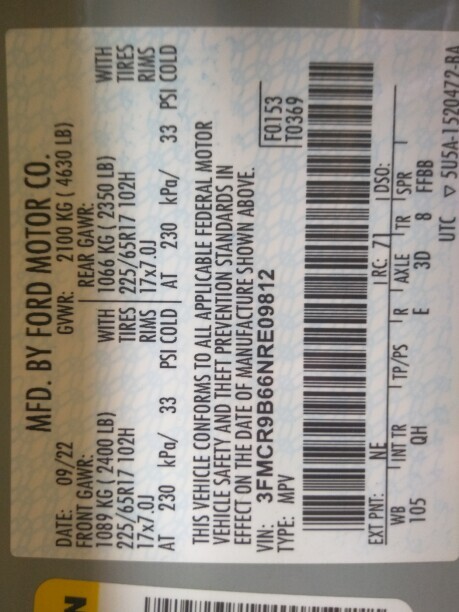 MFD. BY FORD MOTOR CO.
DATE: 09/22 GVWR: 2100 KG ( 4630 LB)
FRONT GAWR: REAR GAWR:
1089 KG ( 2400 LB) WITH 1066 KG ( 2350 LB) WITH
225/65R17 102H TIRES 225/65R17 102H TIRES
17x7.0J RIMS 17x7.0J RIMS
AT 230 kPa/ 33 PSI COLD AT 230 kPa/ 33 PSI COLD
THIS VEHICLE CONFORMS TO ALL APPLICABLE FEDERAL MOTOR
VEHICLE SAFETY AND THEFT PREVENTION STANDARDS IN
EFFECT ON THE DATE OF MANUFACTURE SHOWN ABOVE.
VIN: 3FMCR9B66NRE09812
TYPE: MPV
F0153
T0369
EXT PNT: NE RC: 71 DSO:
WB INT TR TP/PS R AXLE TR SPR
105 QH E 3D 8 FFBB
UTC ▽ 5U5A-1520472-BA
N